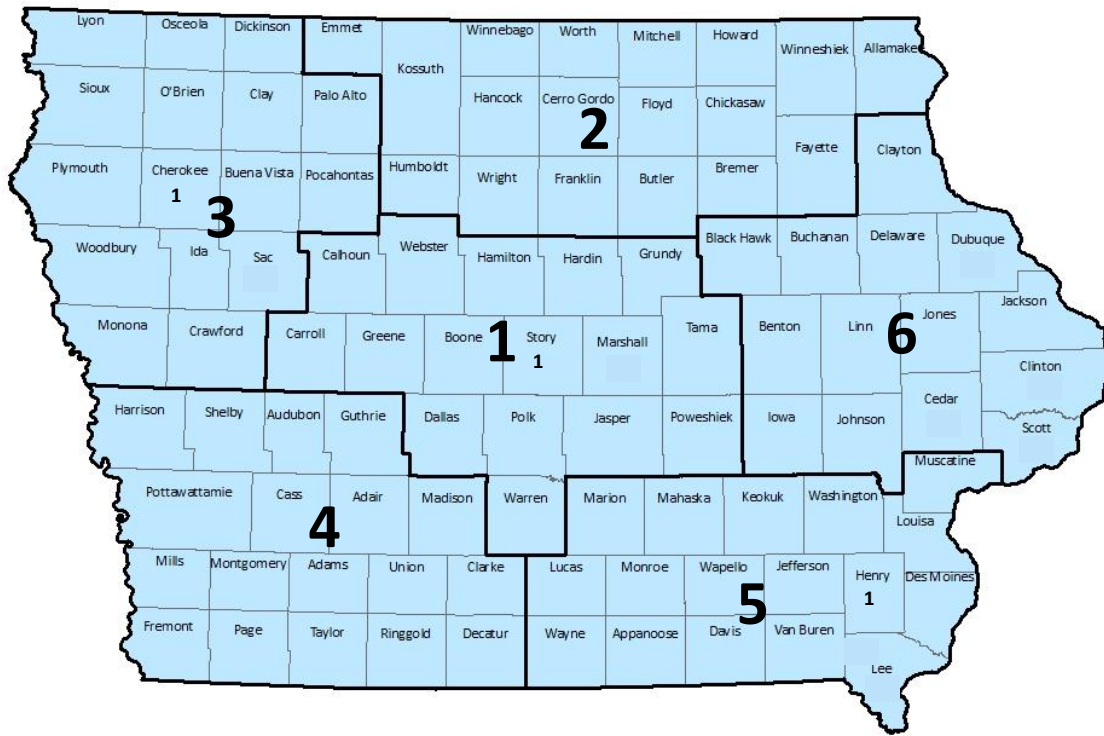 Lyon Osceola Dickinson Emmet Winnebago Worth Mitchell Howard Winneshiek Allamakee
Kossuth
Sioux O'Brien Clay Palo Alto Hancock Cerro Gordo Floyd Chickasaw
2
Plymouth Cherokee Buena Vista Pocahontas Humboldt Wright Franklin Butler Bremer Fayette Clayton
1
3
Woodbury Ida Sac Calhoun Webster Hamilton Hardin Grundy Black Hawk Buchanan Delaware Dubuque
Monona Crawford Carroll Greene Boone Story Marshall Tama Benton Linn Jones Jackson
1 1 6
Clinton
Harrison Shelby Audubon Guthrie Dallas Polk Jasper Poweshiek Iowa Johnson Cedar Scott
Muscatine
Pottawattamie Cass Adair Madison Warren Marion Mahaska Keokuk Washington
Louisa
4
Mills Montgomery Adams Union Clarke Lucas Monroe Wapello Jefferson Henry Des Moines
5 1
Fremont Page Taylor Ringgold Decatur Wayne Appanoose Davis Van Buren
Lee